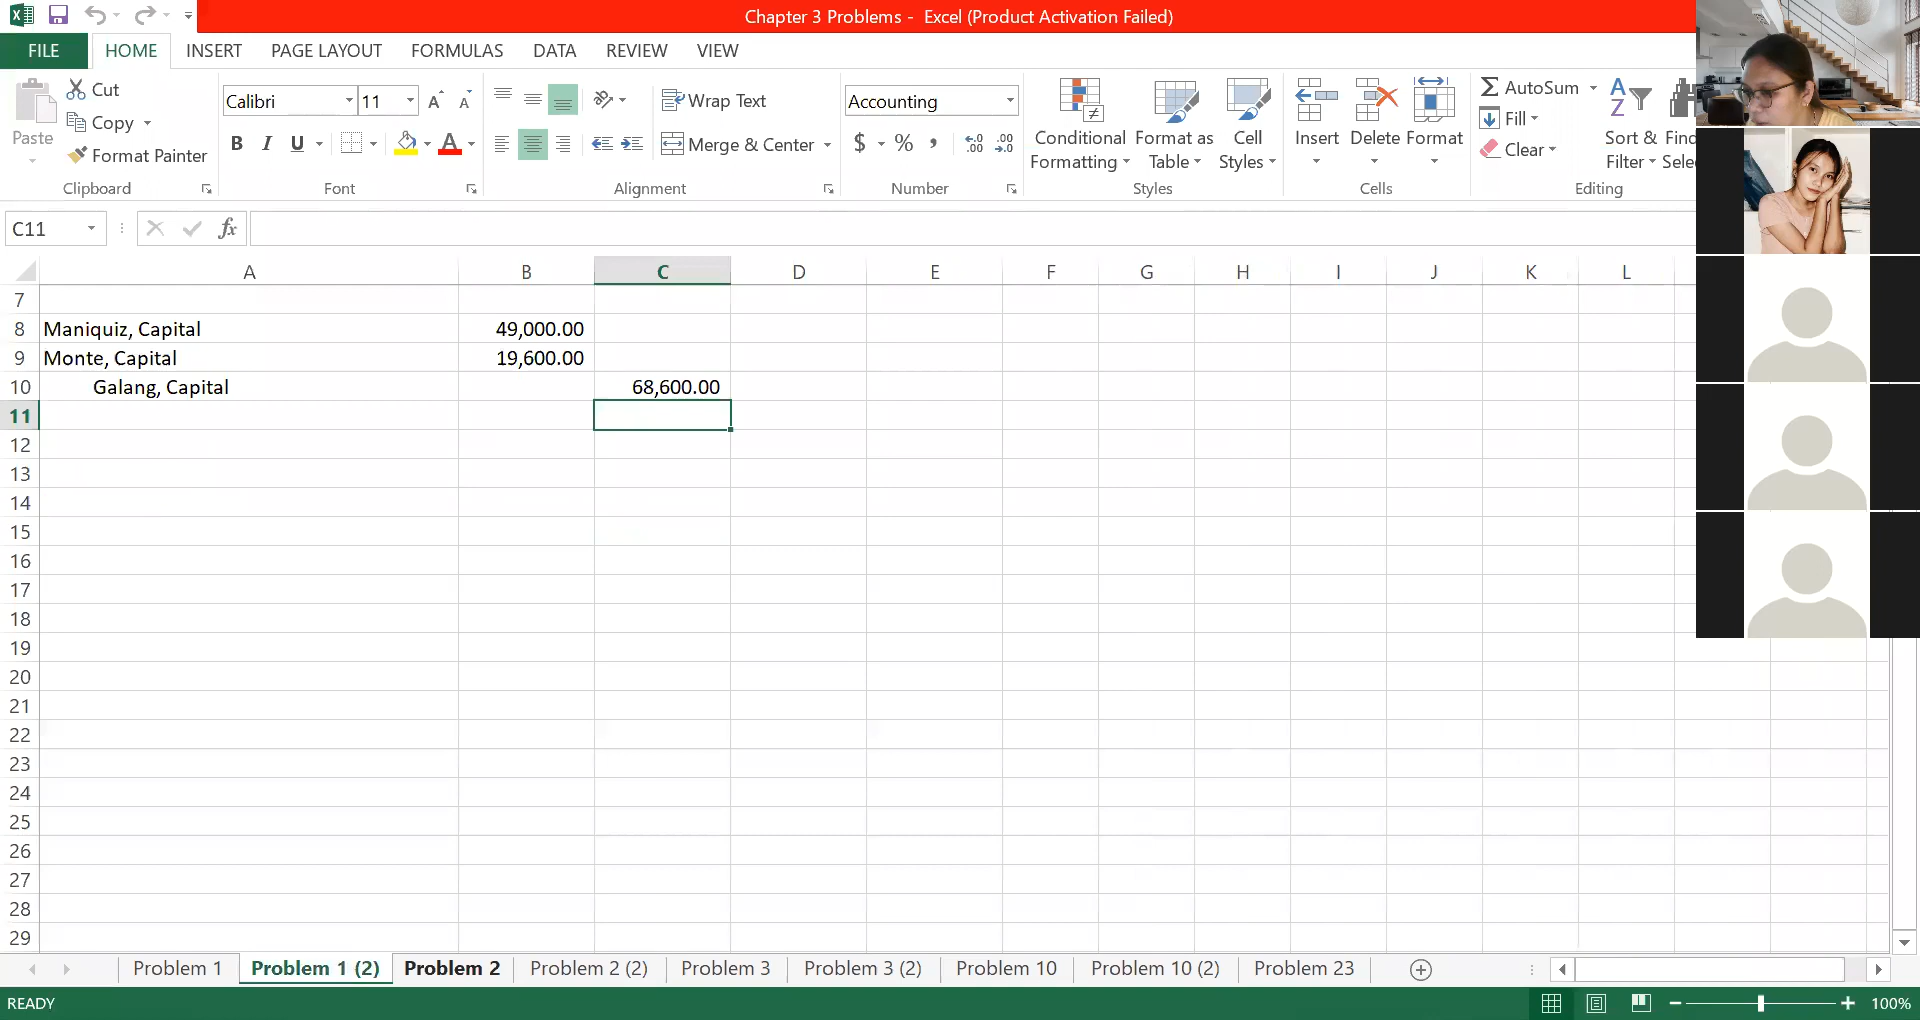 Chapter 3 Problems - Excel (Product Activation Failed)
FILE HOME INSERT PAGE LAYOUT FORMULAS DATA REVIEW VIEW
Paste
Cut
Copy
Format Painter
Clipboard
Calibri 11
B I U
Font
Wrap Text
Merge & Center
Alignment
Accounting
$ % ,
Number
Conditional Formatting
Format as Table
Cell Styles
Styles
Insert
Delete
Format
Cells
AutoSum
Fill
Clear
Sort & Filter
Editing
C11
fx
A B C D E F G H I J K L
7
8 Maniquiz, Capital 49,000.00
9 Monte, Capital 19,600.00
10 Galang, Capital 68,600.00
11
12
13
14
15
16
17
18
19
20
21
22
23
24
25
26
27
28
29
Problem 1 Problem 1 (2) Problem 2 Problem 2 (2) Problem 3 Problem 3 (2) Problem 10 Problem 10 (2) Problem 23
READY 100%